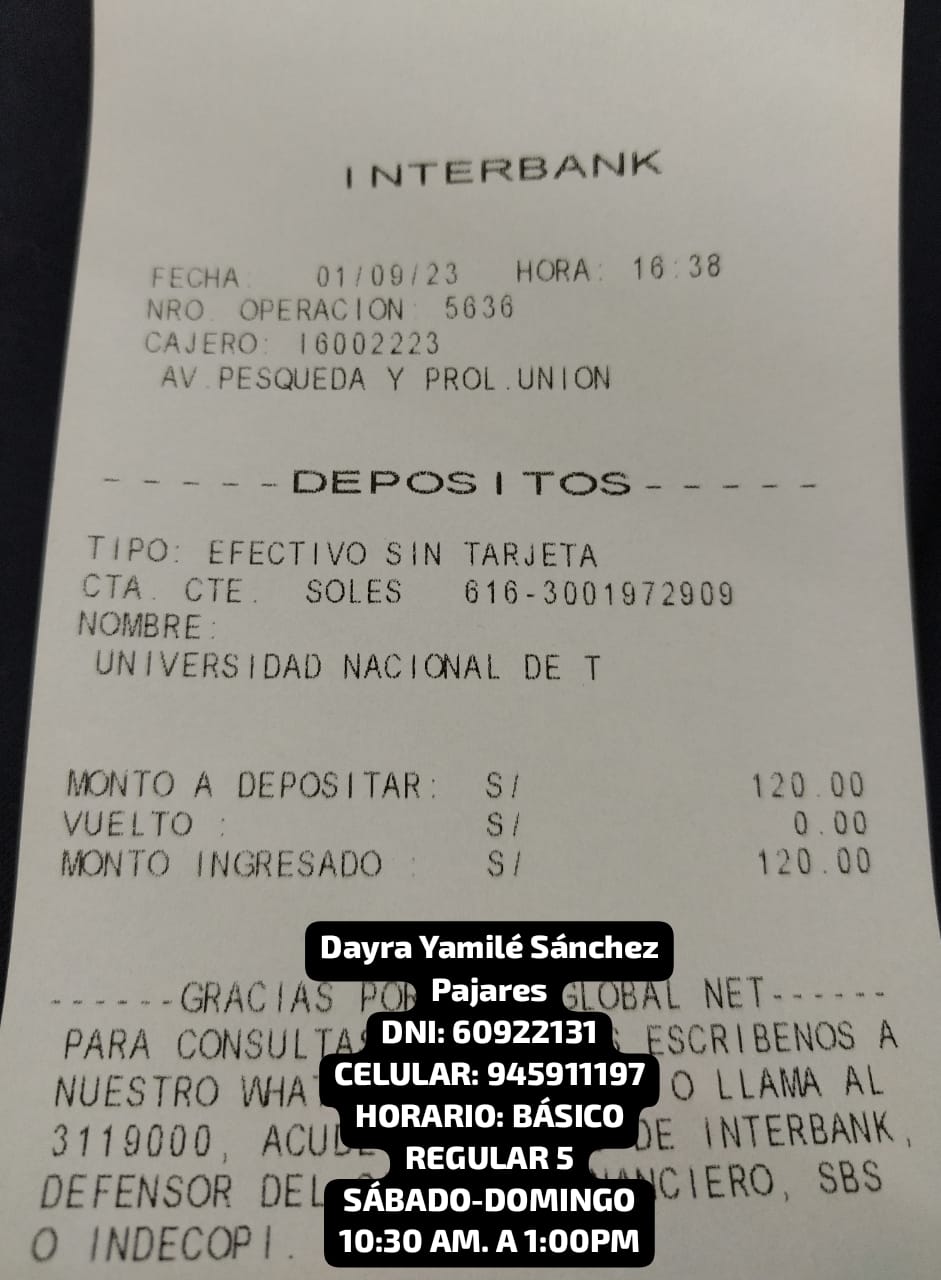 INTERBANK
FECHA: 01/09/23 HORA: 16:38
NRO. OPERACION: 5636
CAJERO: I6002223
AV.PESQUEDA Y PROL.UNION
-----DEPOSITOS-----
TIPO: EFECTIVO SIN TARJETA
CTA. CTE. SOLES 616-3001972909
NOMBRE:
UNIVERSIDAD NACIONAL DE T
MONTO A DEPOSITAR: S/ 120.00
VUELTO : S/ 0.00
MONTO INGRESADO : S/ 120.00
------GRACIAS GLOBAL NET------
PARA ESCRIBENOS A
NUESTRO O LLAMA AL
3119000, DE INTERBANK,
DEFENSOR DEL SBS
O INDECOPI.
Dayra Yamilé Sánchez
Pajares
DNI: 60922131
CELULAR: 945911197
HORARIO: BÁSICO
REGULAR 5
SÁBADO-DOMINGO
10:30 AM. A 1:00PM